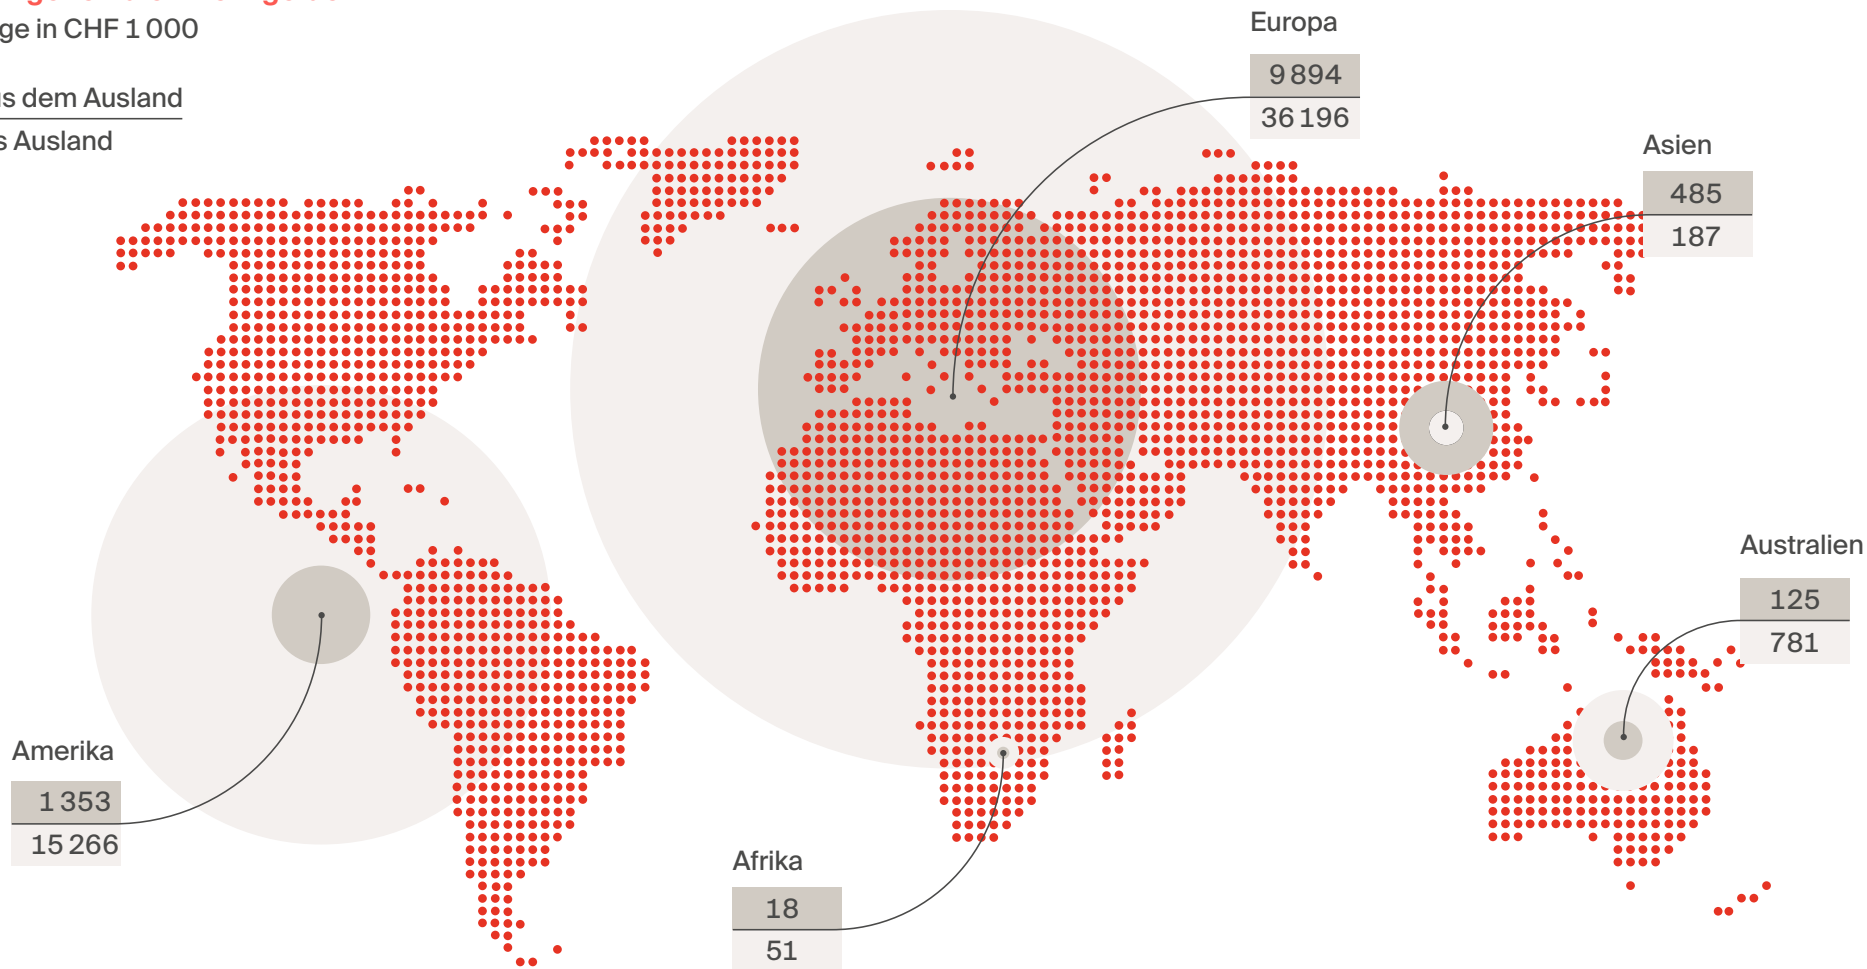 in CHF 1 000
dem Ausland
Ausland
Europa
9 894
36 196
Asien
485
187
Australien
125
781
Amerika
1 353
15 266
Afrika
18
51